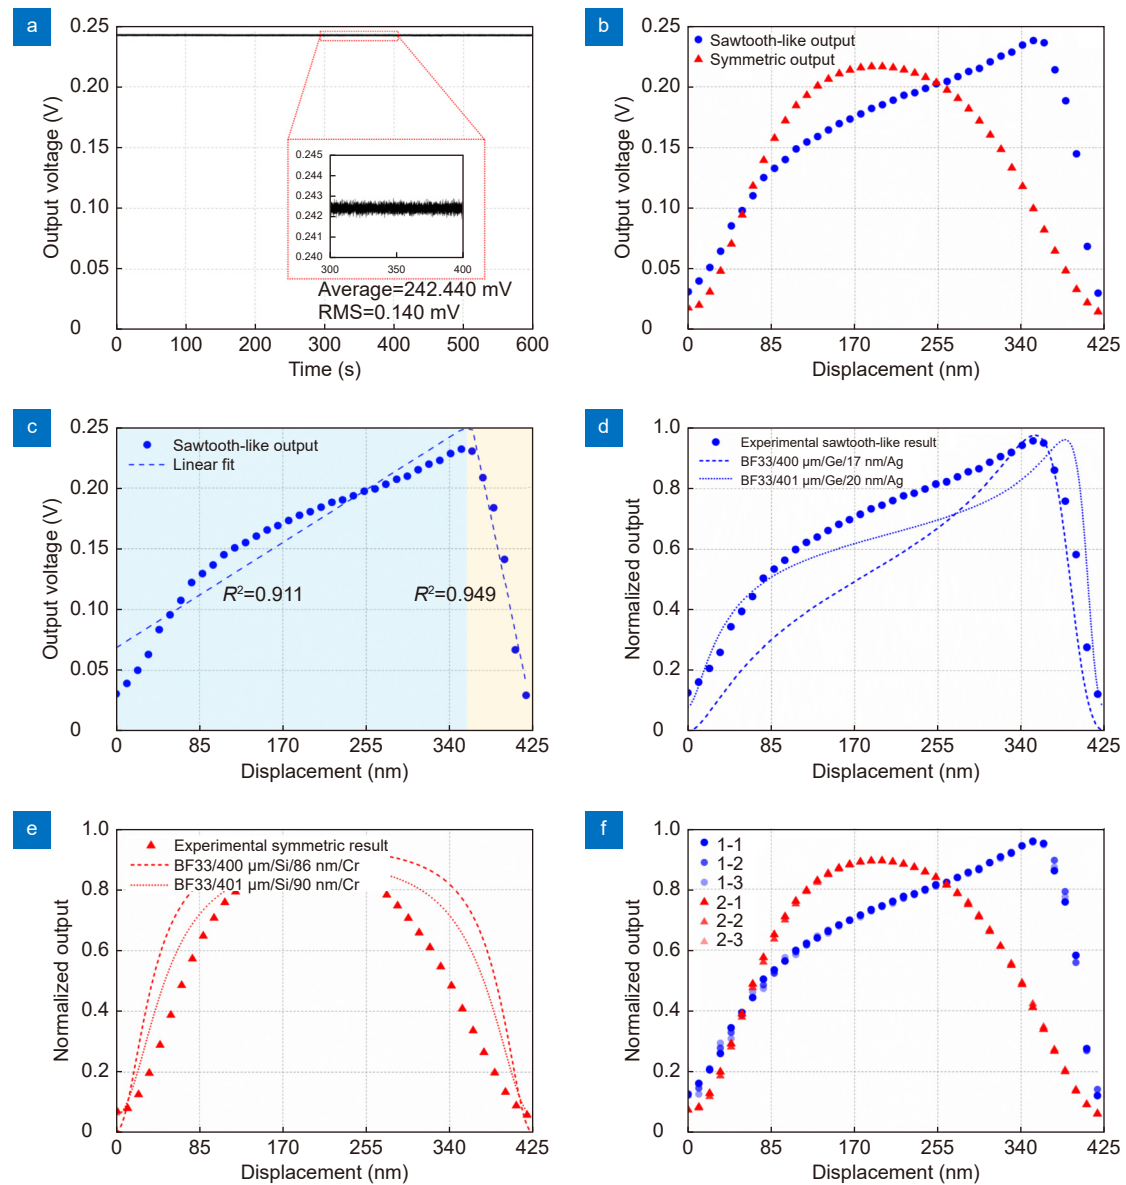 a
0.25
0.20
0.15
0.10
0.05
0
Output voltage (V)
0.245
0.244
0.243
0.242
0.241
0.240
300 350 400
Average=242.440 mV
RMS=0.140 mV
0 100 200 300 400 500 600
Time (s)
b
0.25
0.20
0.15
0.10
0.05
0
Output voltage (V)
Sawtooth-like output
Symmetric output
0 85 170 255 340 425
Displacement (nm)
c
0.25
0.20
0.15
0.10
0.05
0
Output voltage (V)
Sawtooth-like output
Linear fit
R²=0.911
R²=0.949
0 85 170 255 340 425
Displacement (nm)
d
1.0
0.8
0.6
0.4
0.2
0
Normalized output
Experimental sawtooth-like result
BF33/400 μm/Ge/17 nm/Ag
BF33/401 μm/Ge/20 nm/Ag
0 85 170 255 340 425
Displacement (nm)
e
1.0
0.8
0.6
0.4
0.2
0
Normalized output
Experimental symmetric result
BF33/400 μm/Si/86 nm/Cr
BF33/401 μm/Si/90 nm/Cr
0 85 170 255 340 425
Displacement (nm)
f
1.0
0.8
0.6
0.4
0.2
0
Normalized output
1-1
1-2
1-3
2-1
2-2
2-3
0 85 170 255 340 425
Displacement (nm)